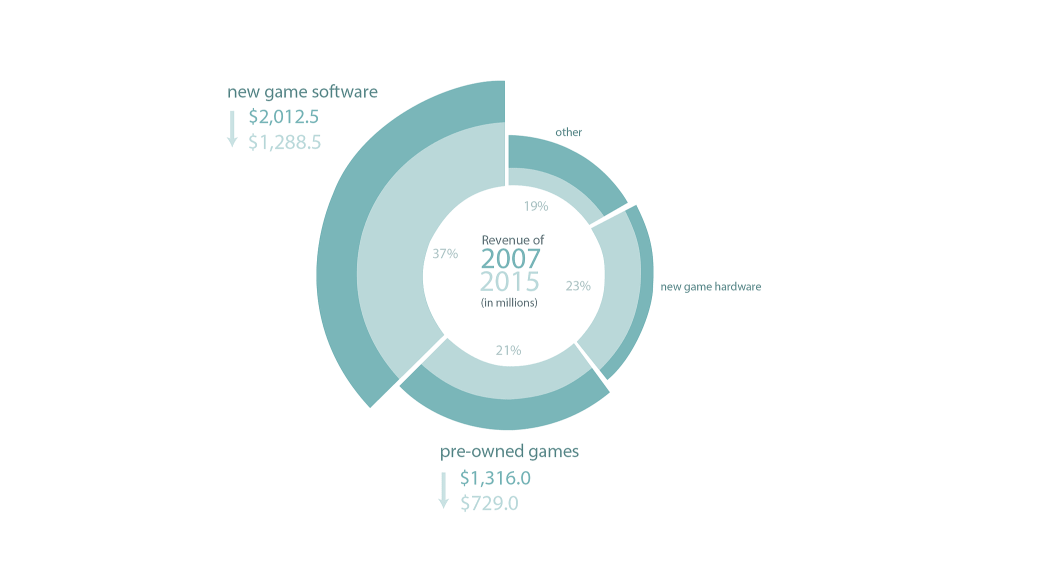 new game software
$2,012.5
$1,288.5
other
19%
Revenue of
2007
2015
(in millions)
37%
23%
new game hardware
21%
pre-owned games
$1,316.0
$729.0